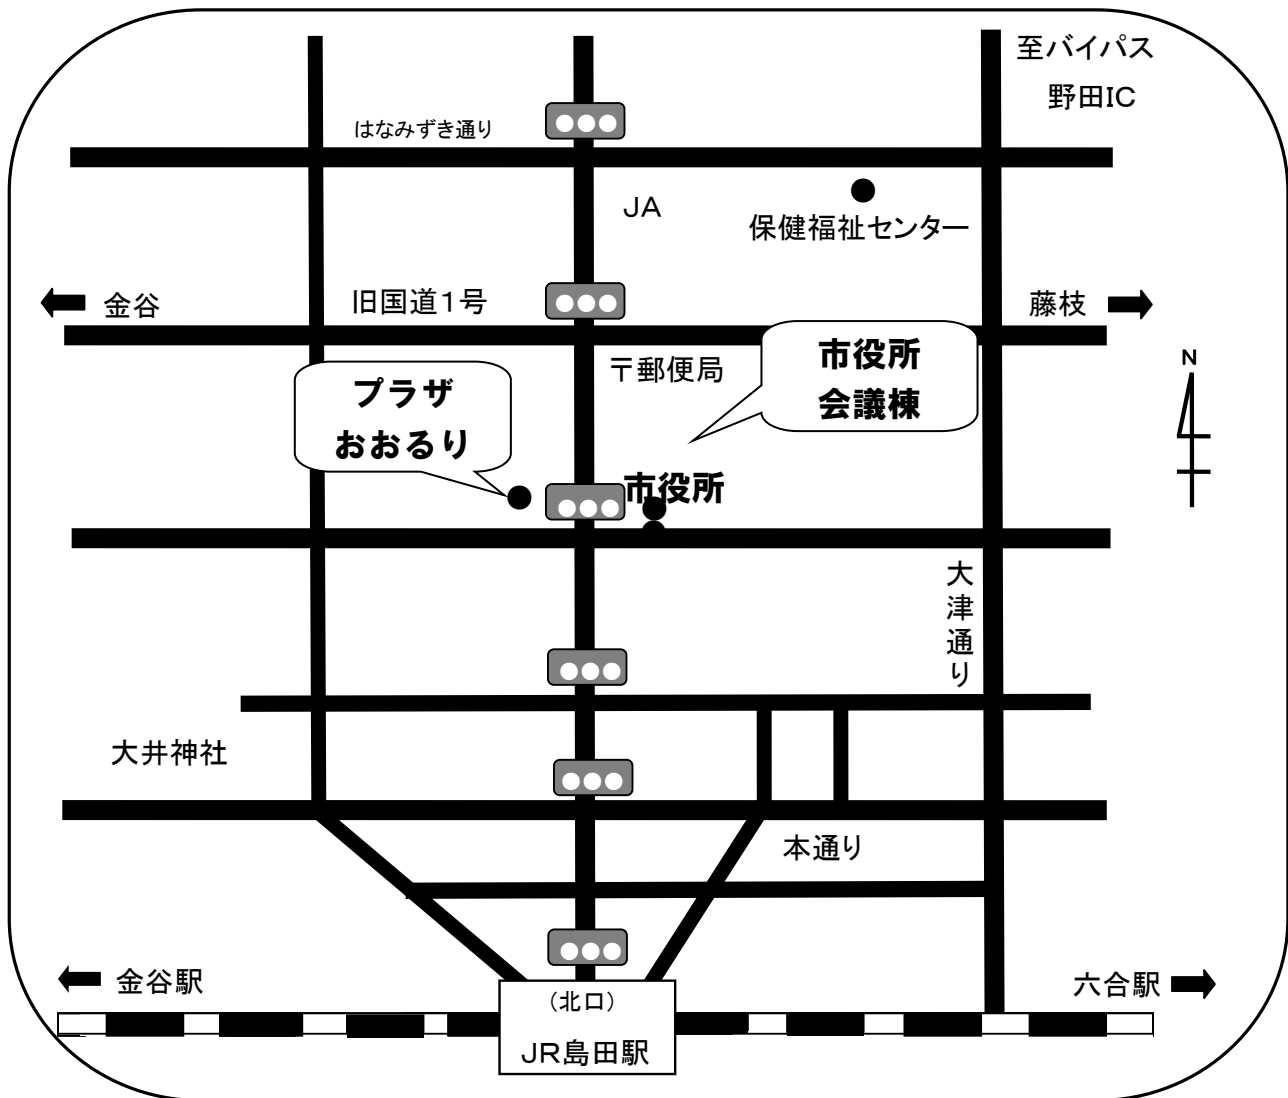 至バイパス
野田IC
はなみずき通り
JA
保健福祉センター
金谷
旧国道1号
藤枝
〒郵便局
市役所
会議棟
N
プラザ
おおるり
市役所
大津通り
大井神社
本通り
金谷駅
(北口)
六合駅
JR島田駅